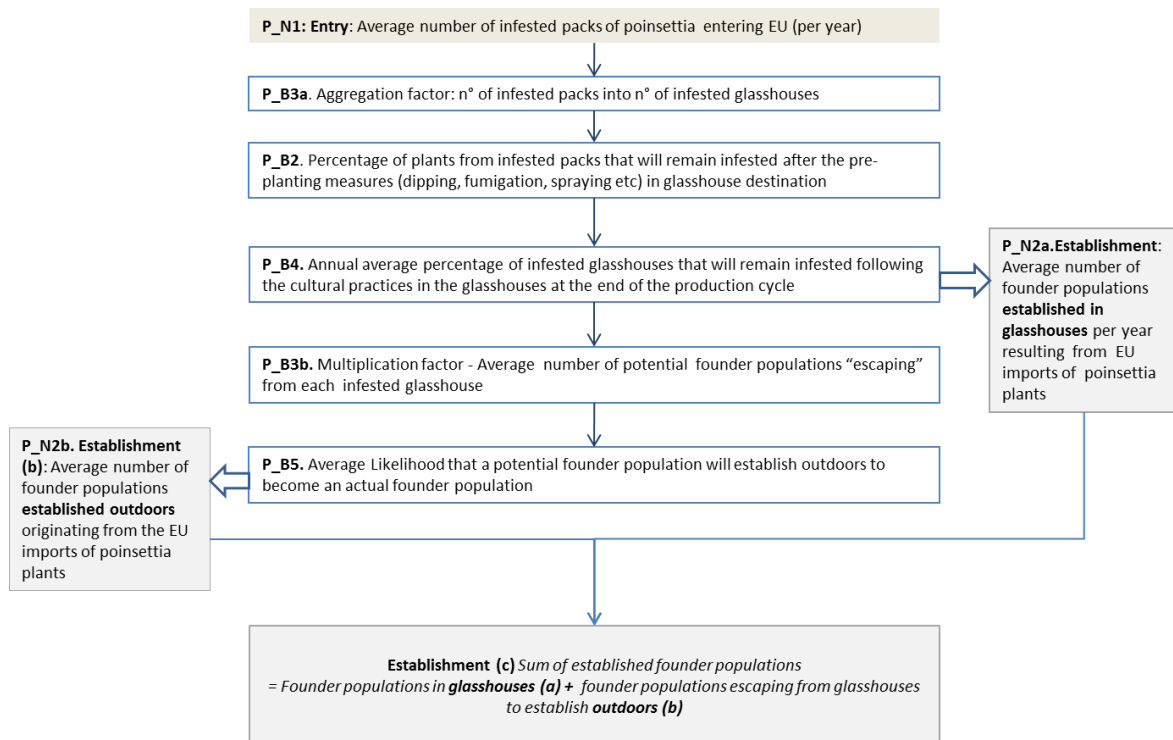 P_N1: Entry: Average number of infested packs of poinsettia entering EU (per year)
P_B3a. Aggregation factor: n° of infested packs into n° of infested glasshouses
P_B2. Percentage of plants from infested packs that will remain infested after the pre-
planting measures (dipping, fumigation, spraying etc) in glasshouse destination
P_B4. Annual average percentage of infested glasshouses that will remain infested following
the cultural practices in the glasshouses at the end of the production cycle
P_N2a.Establishment:
Average number of
founder populations
established in
glasshouses per year
resulting from EU
imports of poinsettia
plants
P_B3b. Multiplication factor - Average number of potential founder populations “escaping”
from each infested glasshouse
P_B5. Average Likelihood that a potential founder population will establish outdoors to
become an actual founder population
P_N2b. Establishment
(b): Average number of
founder populations
established outdoors
originating from the EU
imports of poinsettia
plants
Establishment (c) Sum of established founder populations
= Founder populations in glasshouses (a) + founder populations escaping from glasshouses
to establish outdoors (b)